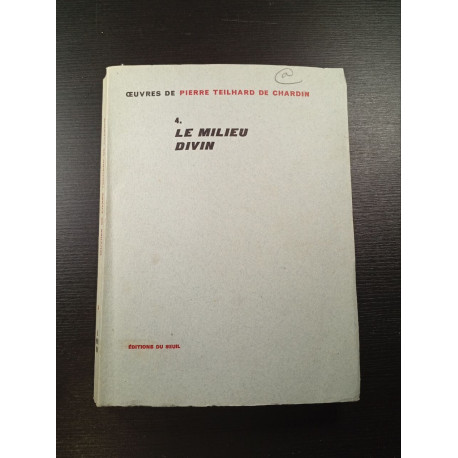 ŒUVRES DE PIERRE TEILHARD DE CHARDIN
4.
LE MILIEU
DIVIN
ÉDITIONS DU SEUIL